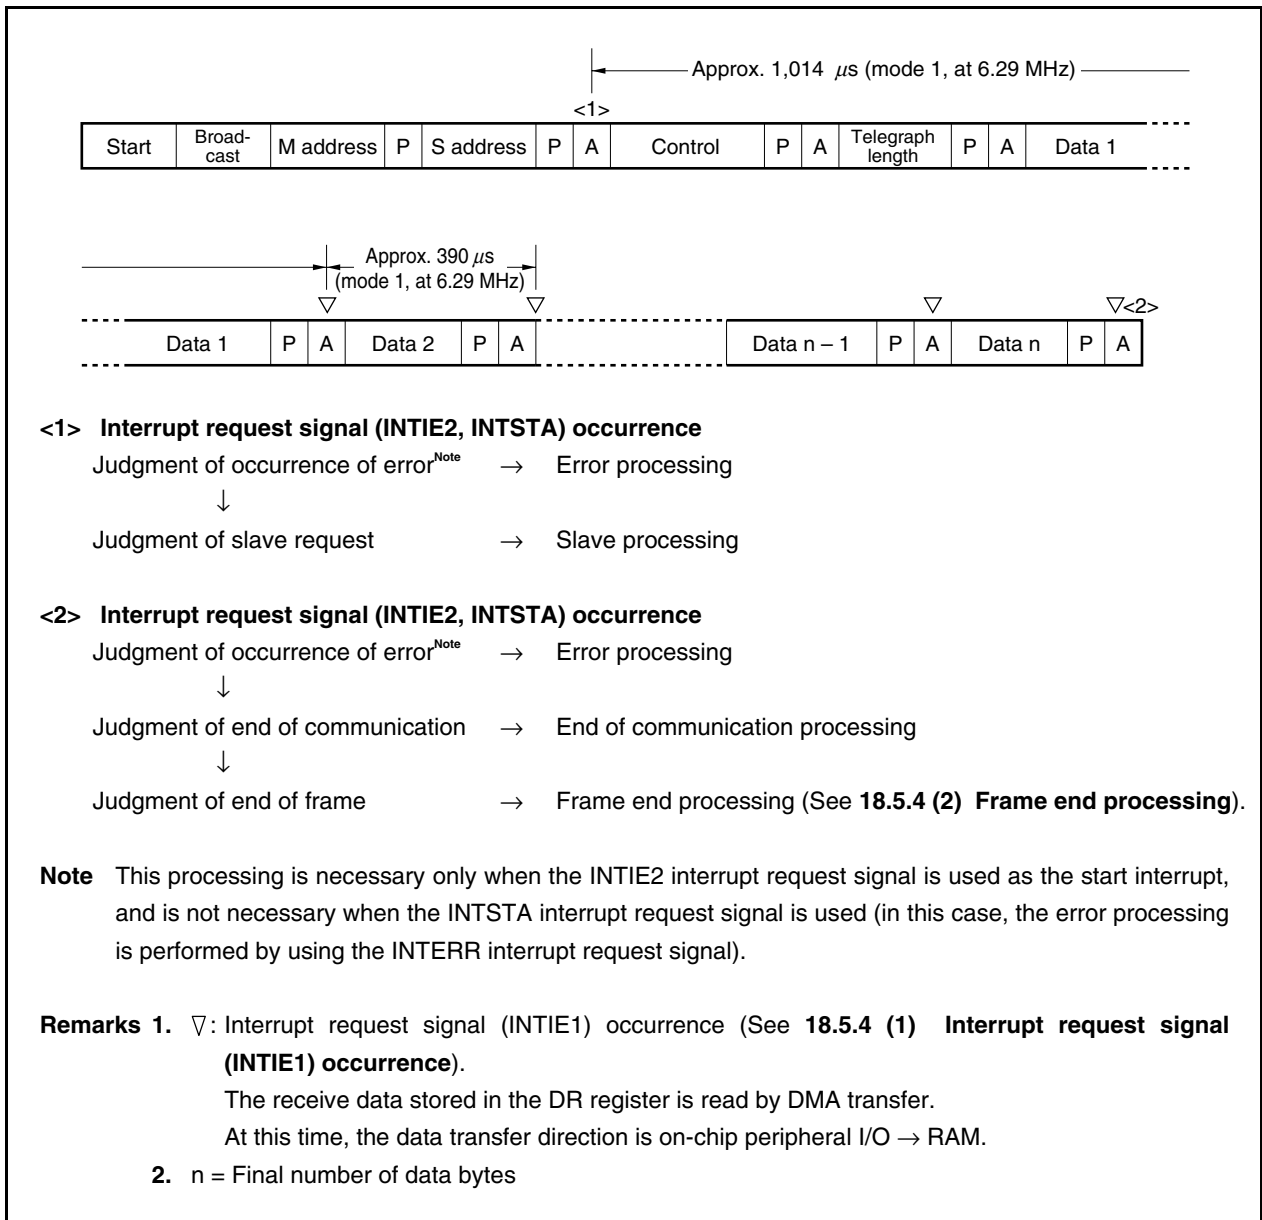 Approx. 1,014 μs (mode 1, at 6.29 MHz)
<1>
Start Broad-cast M address P S address P A Control P A Telegraph length P A Data 1
Approx. 390 μs
(mode 1, at 6.29 MHz)
▽ ▽ ▽ ▽<2>
Data 1 P A Data 2 P A Data n – 1 P A Data n P A
<1> Interrupt request signal (INTIE2, INTSTA) occurrence
Judgment of occurrence of errorNote → Error processing
↓
Judgment of slave request → Slave processing
<2> Interrupt request signal (INTIE2, INTSTA) occurrence
Judgment of occurrence of errorNote → Error processing
↓
Judgment of end of communication → End of communication processing
↓
Judgment of end of frame → Frame end processing (See 18.5.4 (2) Frame end processing).
Note This processing is necessary only when the INTIE2 interrupt request signal is used as the start interrupt,
and is not necessary when the INTSTA interrupt request signal is used (in this case, the error processing
is performed by using the INTERR interrupt request signal).
Remarks 1. ▽: Interrupt request signal (INTIE1) occurrence (See 18.5.4 (1) Interrupt request signal
(INTIE1) occurrence).
The receive data stored in the DR register is read by DMA transfer.
At this time, the data transfer direction is on-chip peripheral I/O → RAM.
2. n = Final number of data bytes